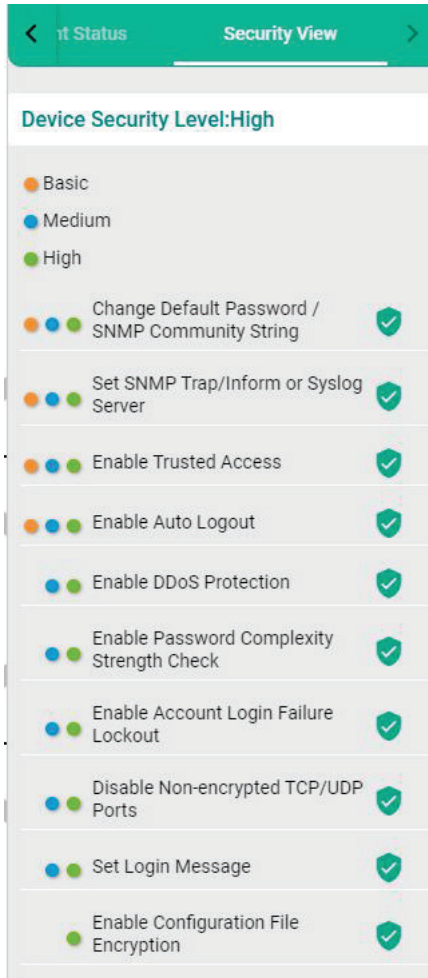 nt Status
Security View
Device Security Level:High
Basic
Medium
High
Change Default Password /
SNMP Community String
Set SNMP Trap/Inform or Syslog
Server
Enable Trusted Access
Enable Auto Logout
Enable DDoS Protection
Enable Password Complexity
Strength Check
Enable Account Login Failure
Lockout
Disable Non-encrypted TCP/UDP
Ports
Set Login Message
Enable Configuration File
Encryption